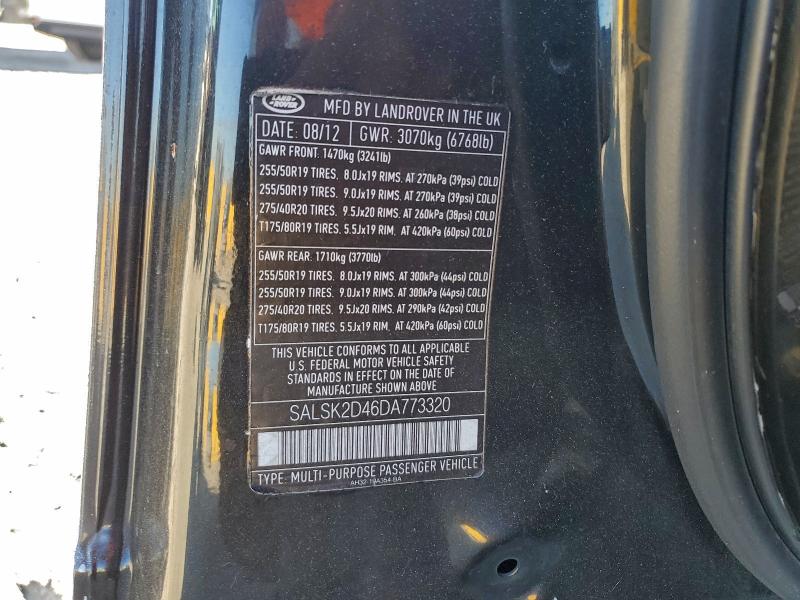 LAND ROVER
MFD BY LANDROVER IN THE UK
DATE: 08/12 GWR: 3070kg (6768lb)
GAWR FRONT: 1470kg (3241lb)
255/50R19 TIRES. 8.0Jx19 RIMS. AT 270kPa (39psi) COLD
255/50R19 TIRES. 9.0Jx19 RIMS. AT 270kPa (39psi) COLD
275/40R20 TIRES. 9.5Jx20 RIMS. AT 260kPa (38psi) COLD
T175/80R19 TIRES. 5.5Jx19 RIM. AT 420kPa (60psi) COLD
GAWR REAR: 1710kg (3770lb)
255/50R19 TIRES. 8.0Jx19 RIMS. AT 300kPa (44psi) COLD
255/50R19 TIRES. 9.0Jx19 RIMS. AT 300kPa (44psi) COLD
275/40R20 TIRES. 9.5Jx20 RIMS. AT 290kPa (42psi) COLD
T175/80R19 TIRES. 5.5Jx19 RIM. AT 420kPa (60psi) COLD
THIS VEHICLE CONFORMS TO ALL APPLICABLE
U.S. FEDERAL MOTOR VEHICLE SAFETY
STANDARDS IN EFFECT ON THE DATE OF
MANUFACTURE SHOWN ABOVE
SALSK2D46DA773320
TYPE: MULTI-PURPOSE PASSENGER VEHICLE
AH32-19A354-BA